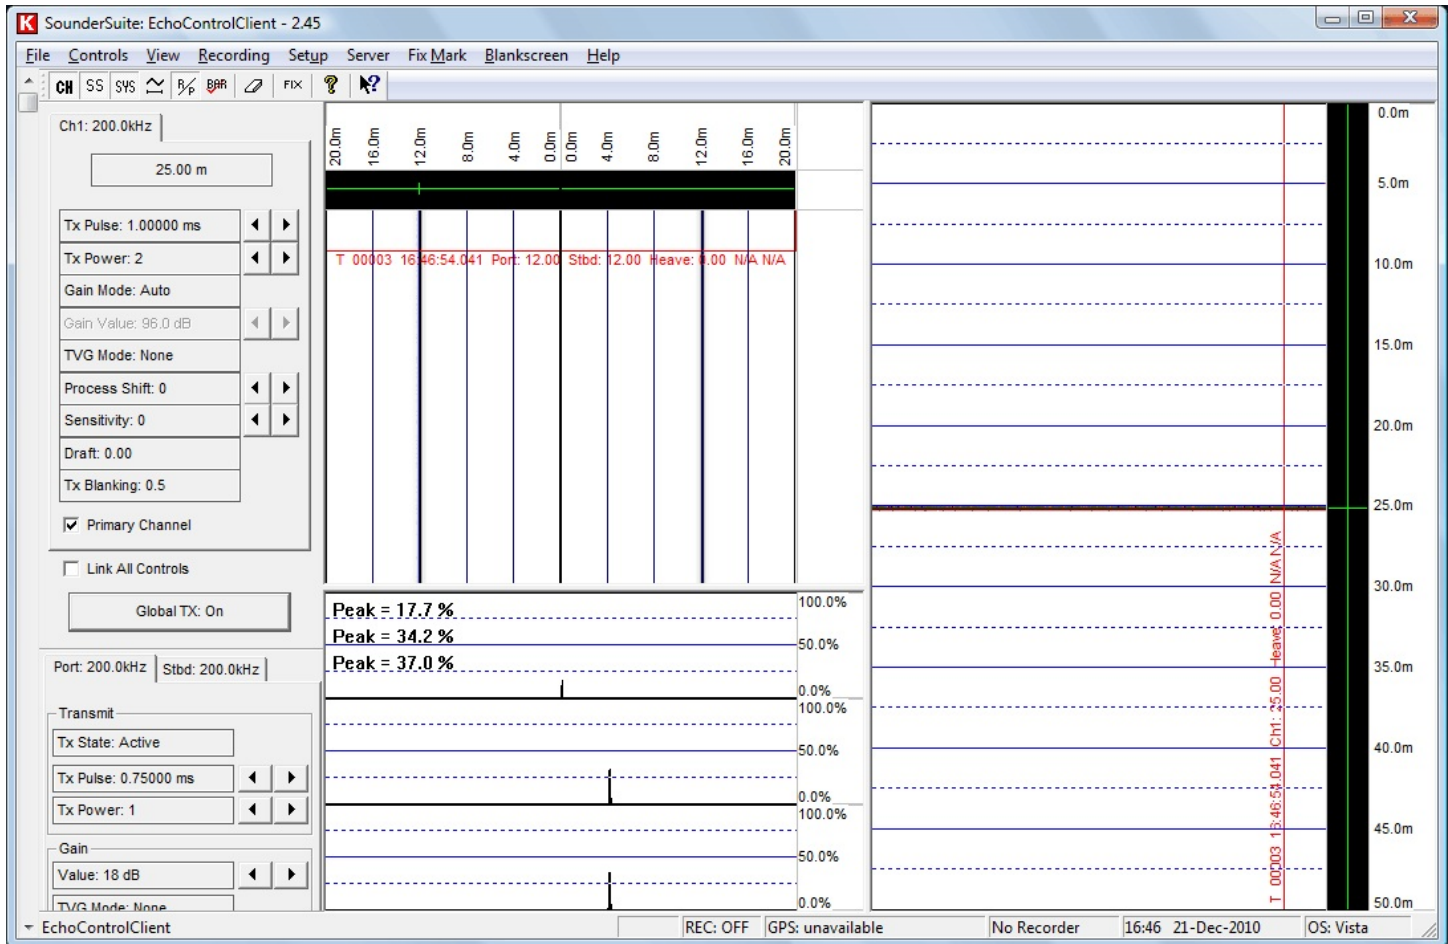 K SounderSuite: EchoControlClient - 2.45
File Controls View Recording Setup Server Fix Mark Blankscreen Help
CH SS SYS R/P BAR FIX ? ?
Ch1: 200.0kHz
25.00 m
Tx Pulse: 1.00000 ms
Tx Power: 2
Gain Mode: Auto
Gain Value: 96.0 dB
TVG Mode: None
Process Shift: 0
Sensitivity: 0
Draft: 0.00
Tx Blanking: 0.5
Primary Channel
Link All Controls
Global TX: On
Port: 200.0kHz Stbd: 200.0kHz
Transmit
Tx State: Active
Tx Pulse: 0.75000 ms
Tx Power: 1
Gain
Value: 18 dB
TVG Mode: None
20.0m 16.0m 12.0m 8.0m 4.0m 0.0m 0.0m 4.0m 8.0m 12.0m 16.0m 20.0m
T 00003 16:46:54.041 Port: 12.00 Stbd: 12.00 Heave: 0.00 N/A N/A
Peak = 17.7 %
Peak = 34.2 %
Peak = 37.0 %
100.0%
50.0%
0.0%
100.0%
50.0%
0.0%
100.0%
50.0%
0.0%
T 00003 16:46:54.041 Ch1: 25.00 Heave: 0.00 N/A N/A
0.0m
5.0m
10.0m
15.0m
20.0m
25.0m
30.0m
35.0m
40.0m
45.0m
50.0m
EchoControlClient REC: OFF GPS: unavailable No Recorder 16:46 21-Dec-2010 OS: Vista